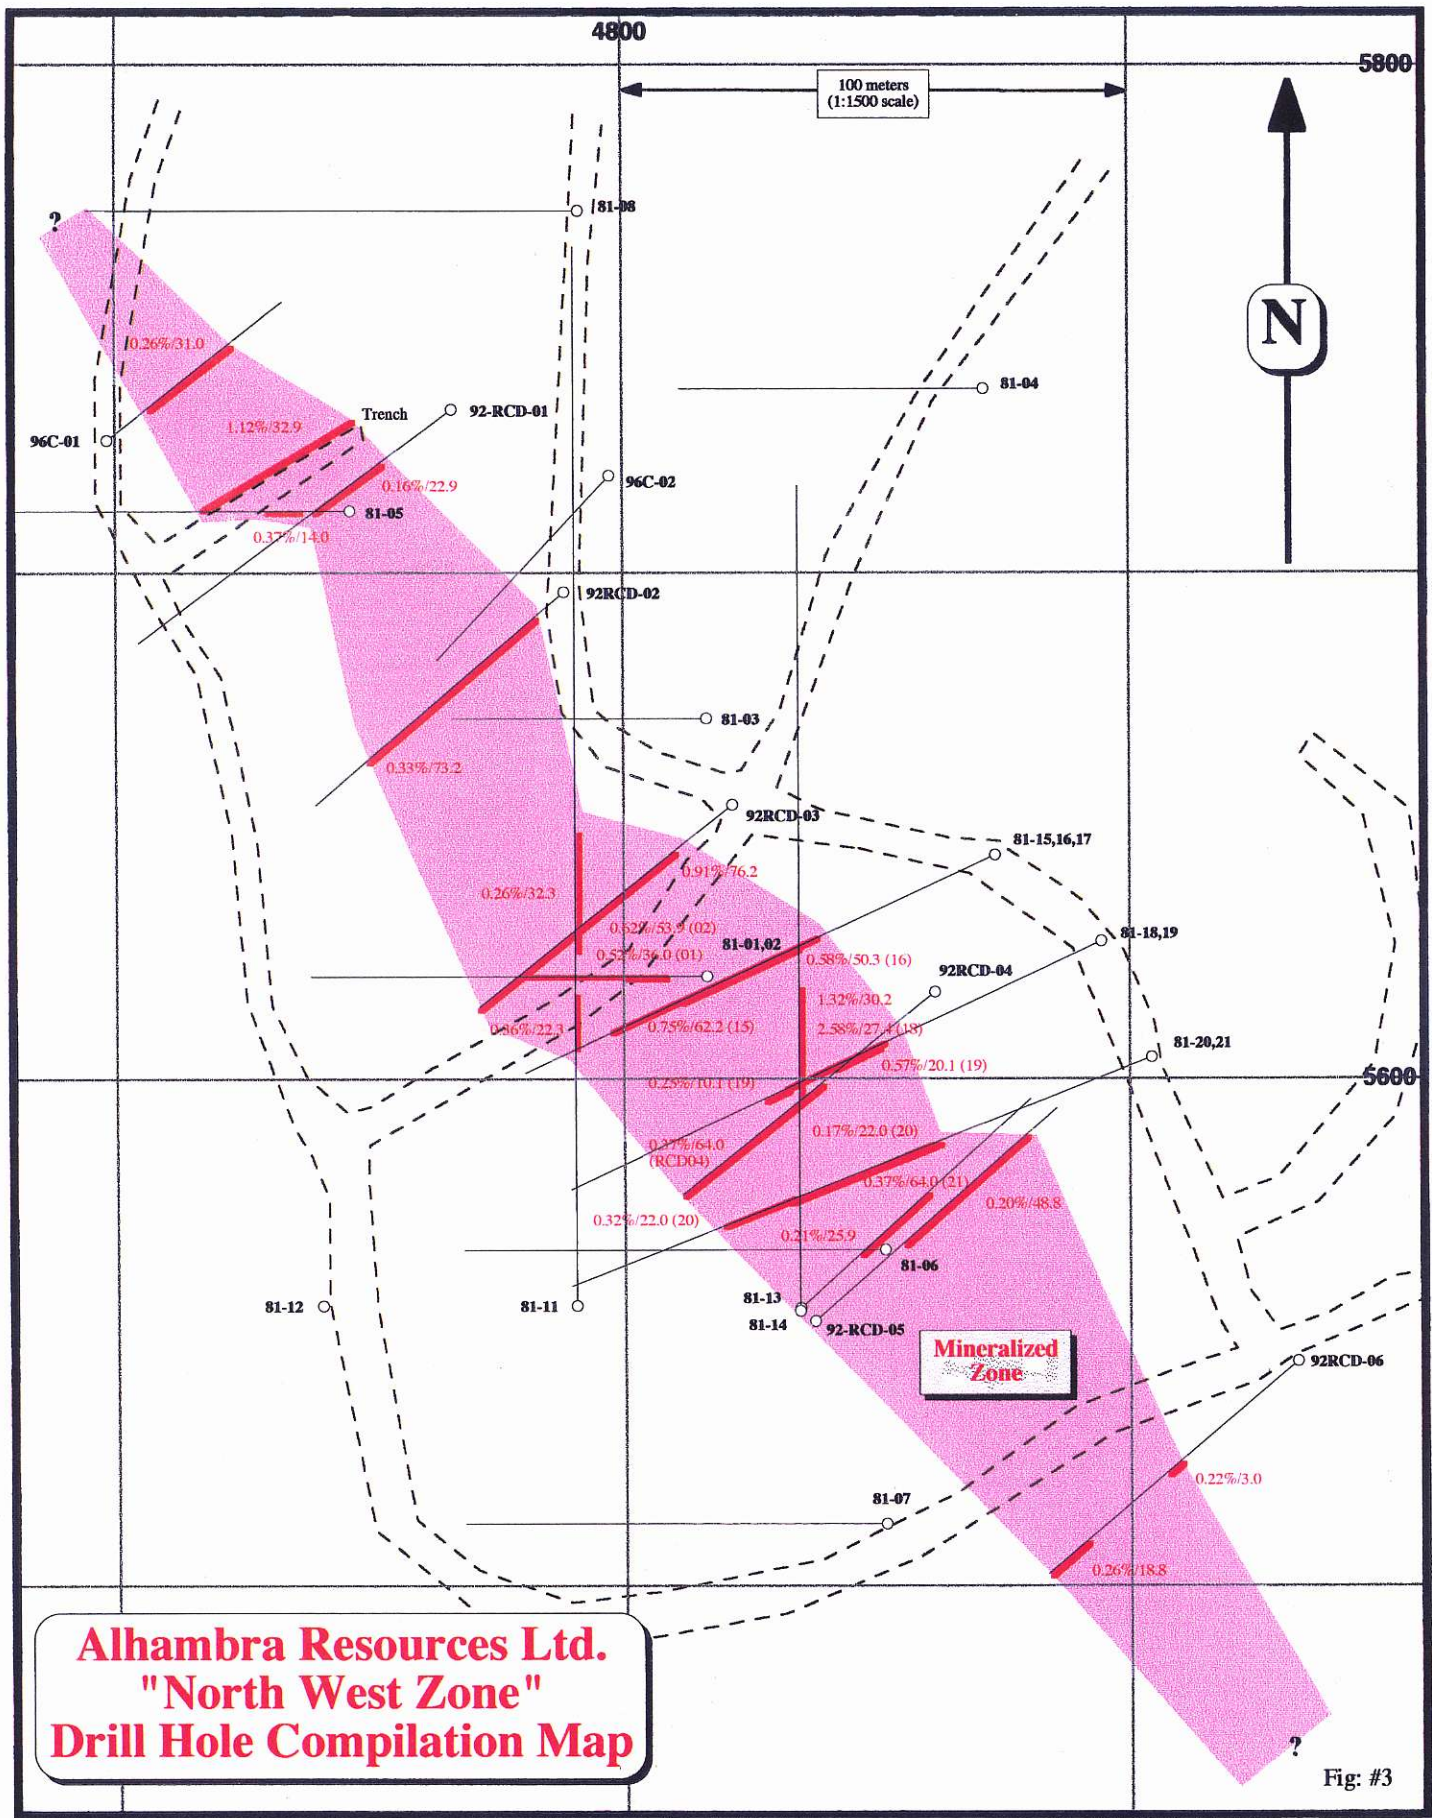 4800
5800
100 meters
(1:1500 scale)
?
81-08
N
0.26%/31.0
81-04
Trench
92-RCD-01
1.12%/32.9
96C-01
96C-02
0.16%/22.9
81-05
0.37%/14.0
92RCD-02
81-03
0.33%/73.2
92RCD-03
81-15,16,17
0.91%/76.2
0.26%/32.3
0.62%/53.9 (02)
81-18,19
81-01,02
0.52%/36.0 (01)
0.58%/50.3 (16)
92RCD-04
1.32%/30.2
0.36%/22.3
0.75%/62.2 (15)
2.58%/27.4 (18)
81-20,21
0.57%/20.1 (19)
5600
0.25%/10.1 (19)
0.17%/22.0 (20)
0.37%/64.0
(RCD04)
0.37%/64.0 (21)
0.20%/48.8
0.32%/22.0 (20)
0.21%/25.9
81-06
81-13
81-12
81-11
81-14
92-RCD-05
Mineralized
Zone
92RCD-06
0.22%/3.0
81-07
0.26%/18.8
Alhambra Resources Ltd.
"North West Zone"
Drill Hole Compilation Map
?
Fig: #3